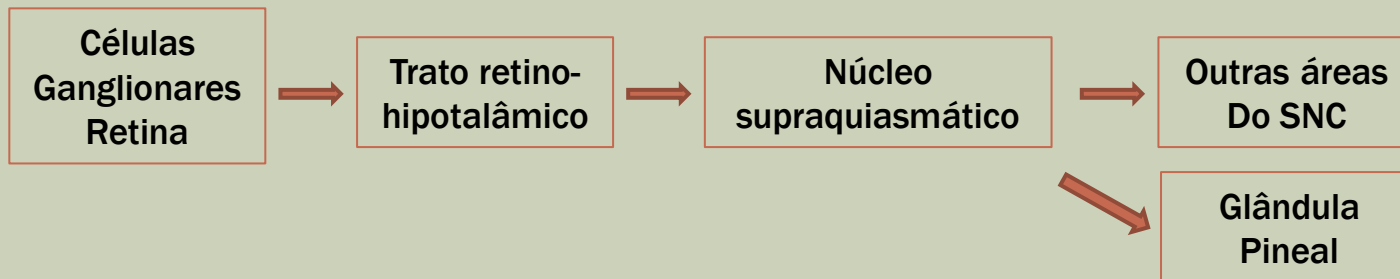 Células
Ganglionares
Retina
Trato retino-
hipotalâmico
Núcleo
supraquiasmático
Outras áreas
Do SNC
Glândula
Pineal